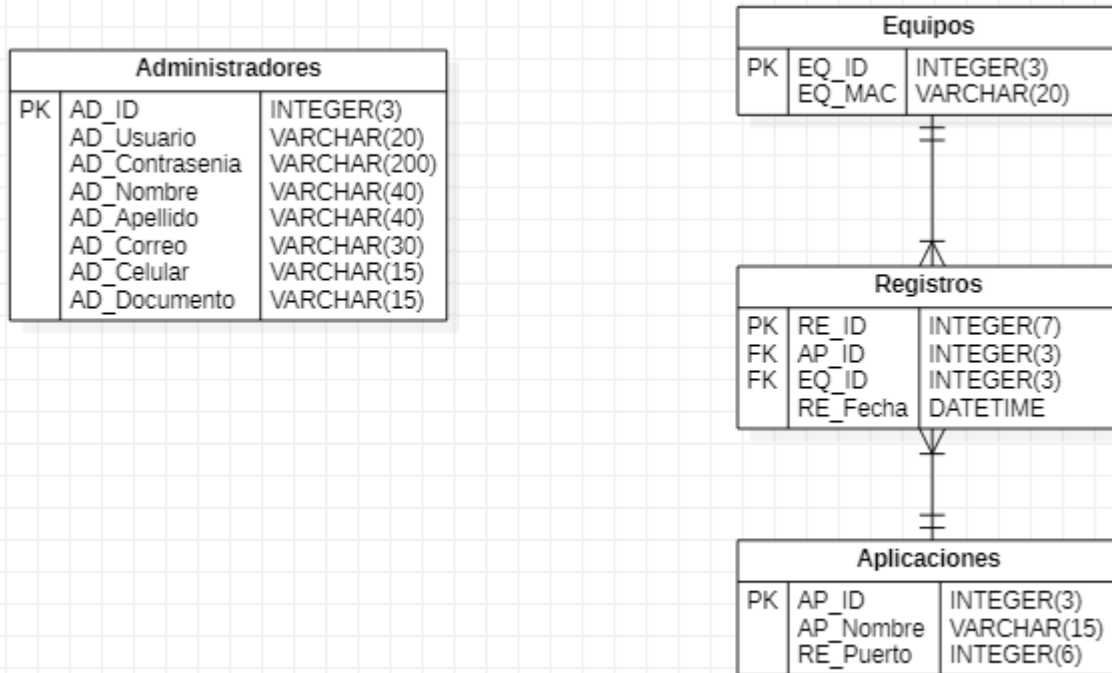 Administradores
PK AD_ID INTEGER(3)
AD_Usuario VARCHAR(20)
AD_Contrasenia VARCHAR(200)
AD_Nombre VARCHAR(40)
AD_Apellido VARCHAR(40)
AD_Correo VARCHAR(30)
AD_Celular VARCHAR(15)
AD_Documento VARCHAR(15)
Equipos
PK EQ_ID INTEGER(3)
EQ_MAC VARCHAR(20)
Registros
PK RE_ID INTEGER(7)
FK AP_ID INTEGER(3)
FK EQ_ID INTEGER(3)
RE_Fecha DATETIME
Aplicaciones
PK AP_ID INTEGER(3)
AP_Nombre VARCHAR(15)
RE_Puerto INTEGER(6)